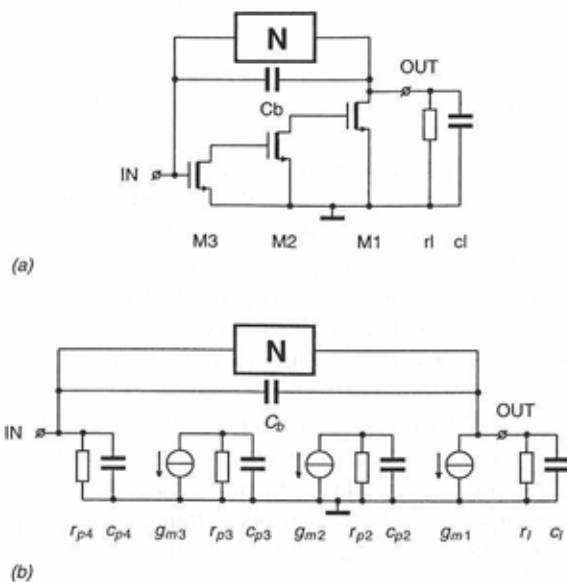 N
OUT
Cb
IN
M3 M2 M1 rl cl
(a)
N
Cb
IN OUT
rp4 cp4 gm3 rp3 cp3 gm2 rp2 cp2 gm1 rl cl
(b)